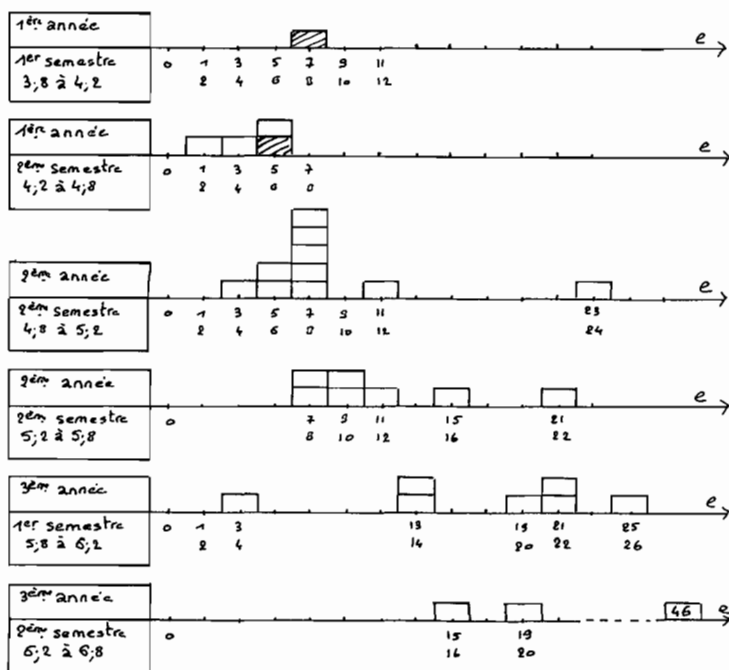 1ère année
e
1er semestre
0 1 3 5 7 9 11
3;8 à 4;2
2 4 6 8 10 12
1ère année
e
2ème semestre
0 1 3 5 7
4;2 à 4;8
2 4 6 8
2ème année
e
2ème semestre
0 1 3 5 7 9 11 23
4;8 à 5;2
2 4 6 8 10 12 24
2ème année
e
2ème semestre
0 7 9 11 15 21
5;2 à 5;8
8 10 12 16 22
3ème année
e
1er semestre
0 1 3 13 19 21 25
5;8 à 6;2
2 4 14 20 22 26
3ème année
46 e
2ème semestre
0 15 19
6;2 à 6;8
16 20